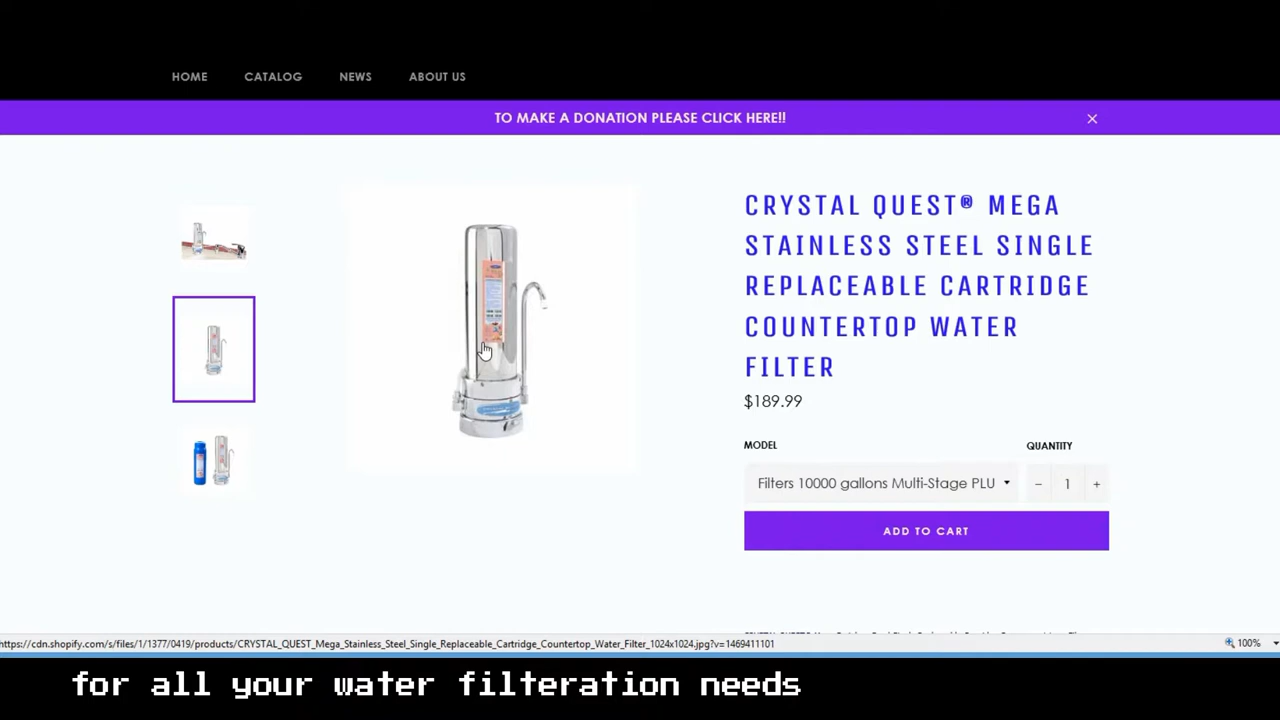 HOME CATALOG NEWS ABOUT US
TO MAKE A DONATION PLEASE CLICK HERE!!
CRYSTAL QUEST® MEGA
STAINLESS STEEL SINGLE
REPLACEABLE CARTRIDGE
COUNTERTOP WATER
FILTER
$189.99
MODEL QUANTITY
Filters 10000 gallons Multi-Stage PLU − 1 +
ADD TO CART
https://cdn.shopify.com/s/files/1/1377/0419/products/CRYSTAL_QUEST_Mega_Stainless_Steel_Single_Replaceable_Cartridge_Countertop_Water_Filter_1024x1024.jpg?v=1469411101 100%
for all your water filteration needs